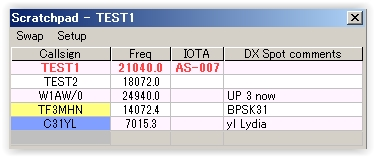 Scratchpad - TEST1
Swap Setup
Callsign Freq IOTA DX Spot comments
TEST1 21040.0 AS-007
TEST2 18072.0
W1AW/0 24940.0 UP 3 now
TF3MHN 14072.4 BPSK31
C31YL 7015.3 yl Lydia